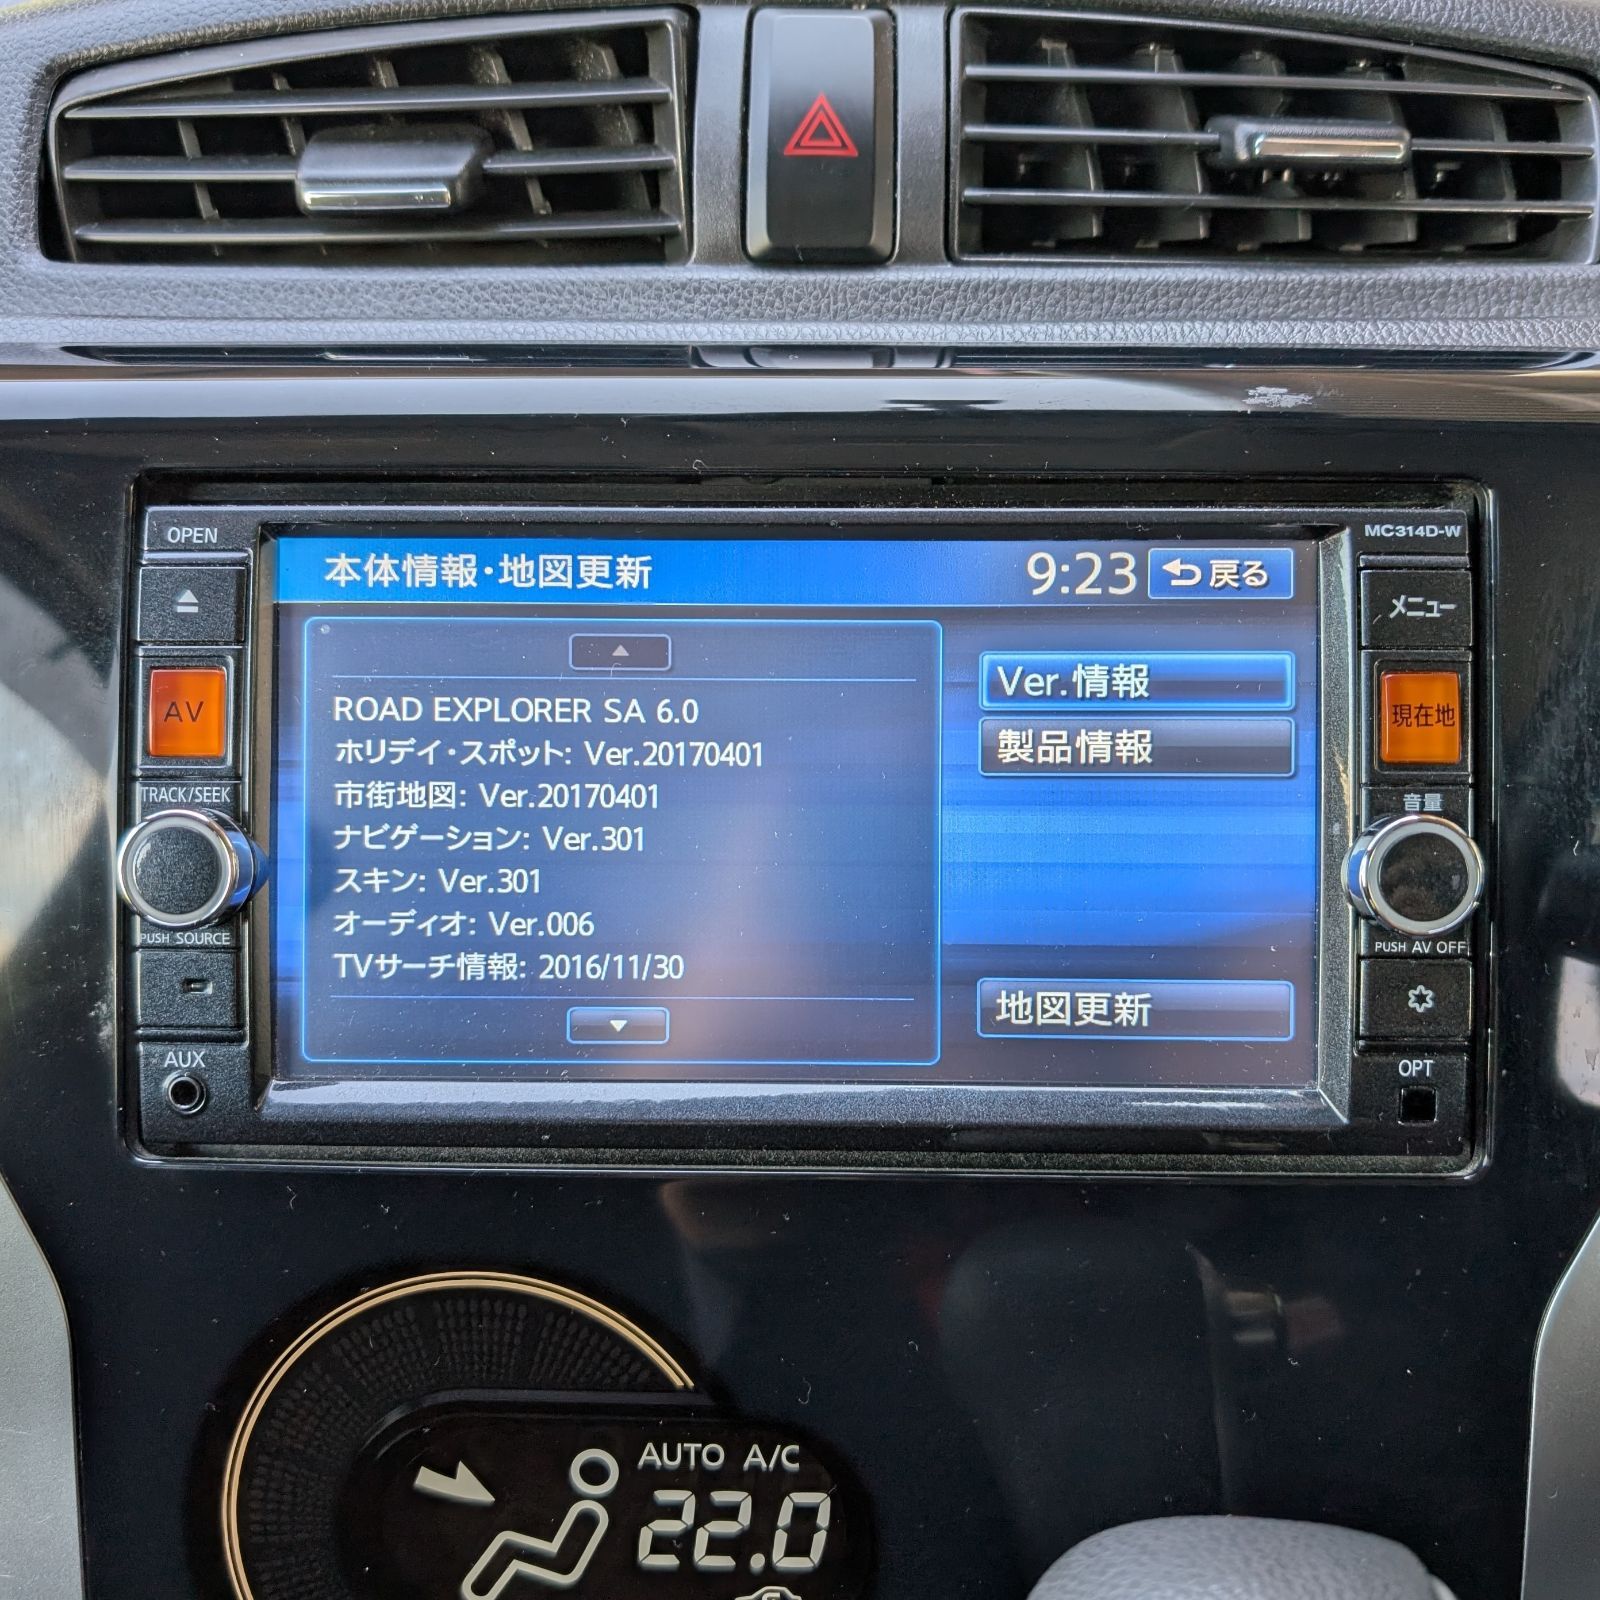 OPEN
MC314D-W
本体情報・地図更新
9:23
戻る
メニュー
AV
現在地
ROAD EXPLORER SA 6.0
ホリデイ・スポット: Ver.20170401
市街地図: Ver.20170401
ナビゲーション: Ver.301
スキン: Ver.301
オーディオ: Ver.006
TVサーチ情報: 2016/11/30
Ver.情報
製品情報
地図更新
TRACK/SEEK
音量
PUSH SOURCE
PUSH AV OFF
AUX
OPT
AUTO A/C
22.0